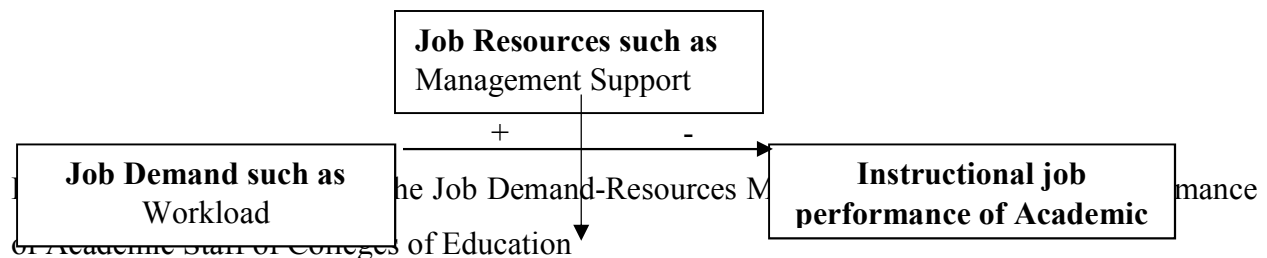 Job Resources such as
Management Support
+ -
Job Demand such as
Workload
Instructional job
performance of Academic
he Job Demand-Resources M mance
of Academic Staff of Colleges of Education